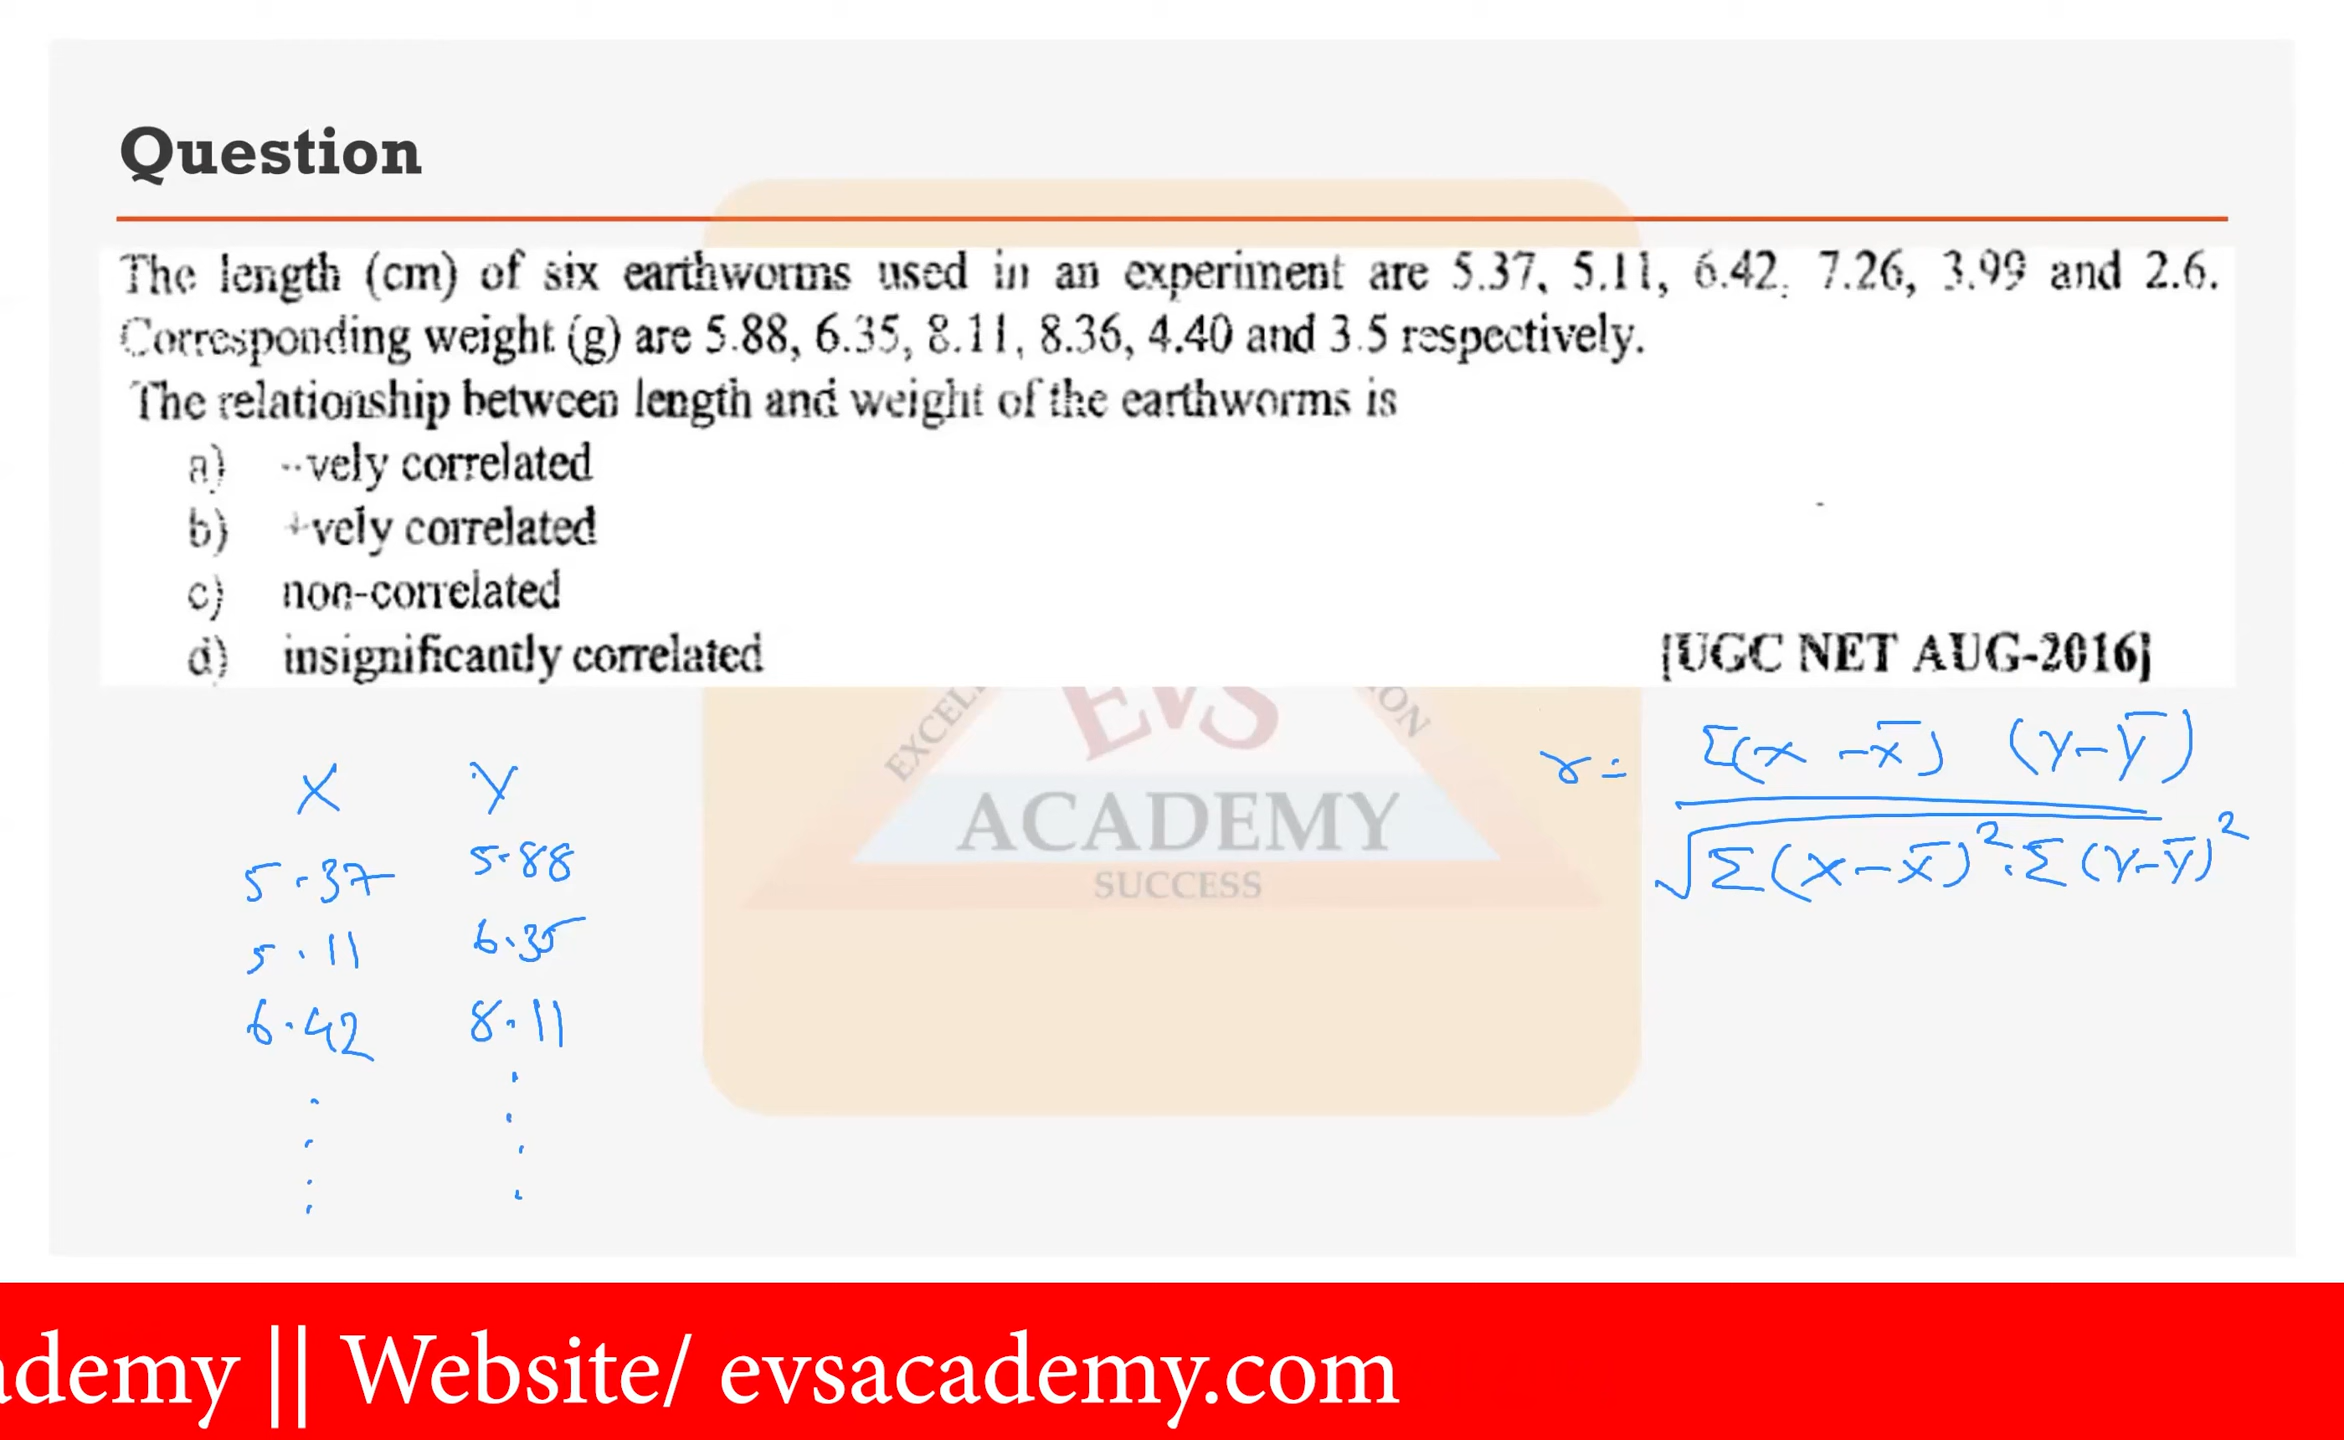 Question
The length (cm) of six earthworms used in an experiment are 5.37, 5.11, 6.42, 7.26, 3.99 and 2.6.
Corresponding weight (g) are 5.88, 6.35, 8.11, 8.36, 4.40 and 3.5 respectively.
The relationship between length and weight of the earthworms is
a) -vely correlated
b) +vely correlated
c) non-correlated
d) insignificantly correlated
[UGC NET AUG-2016]
EVS
ACADEMY
SUCCESS
X Y
5.37 5.88
5.11 6.35
6.42 8.11
r = Σ(x - x̄) (y - ȳ)
√Σ(x - x̄)². Σ(y - ȳ)²
ademy || Website/ evsacademy.com